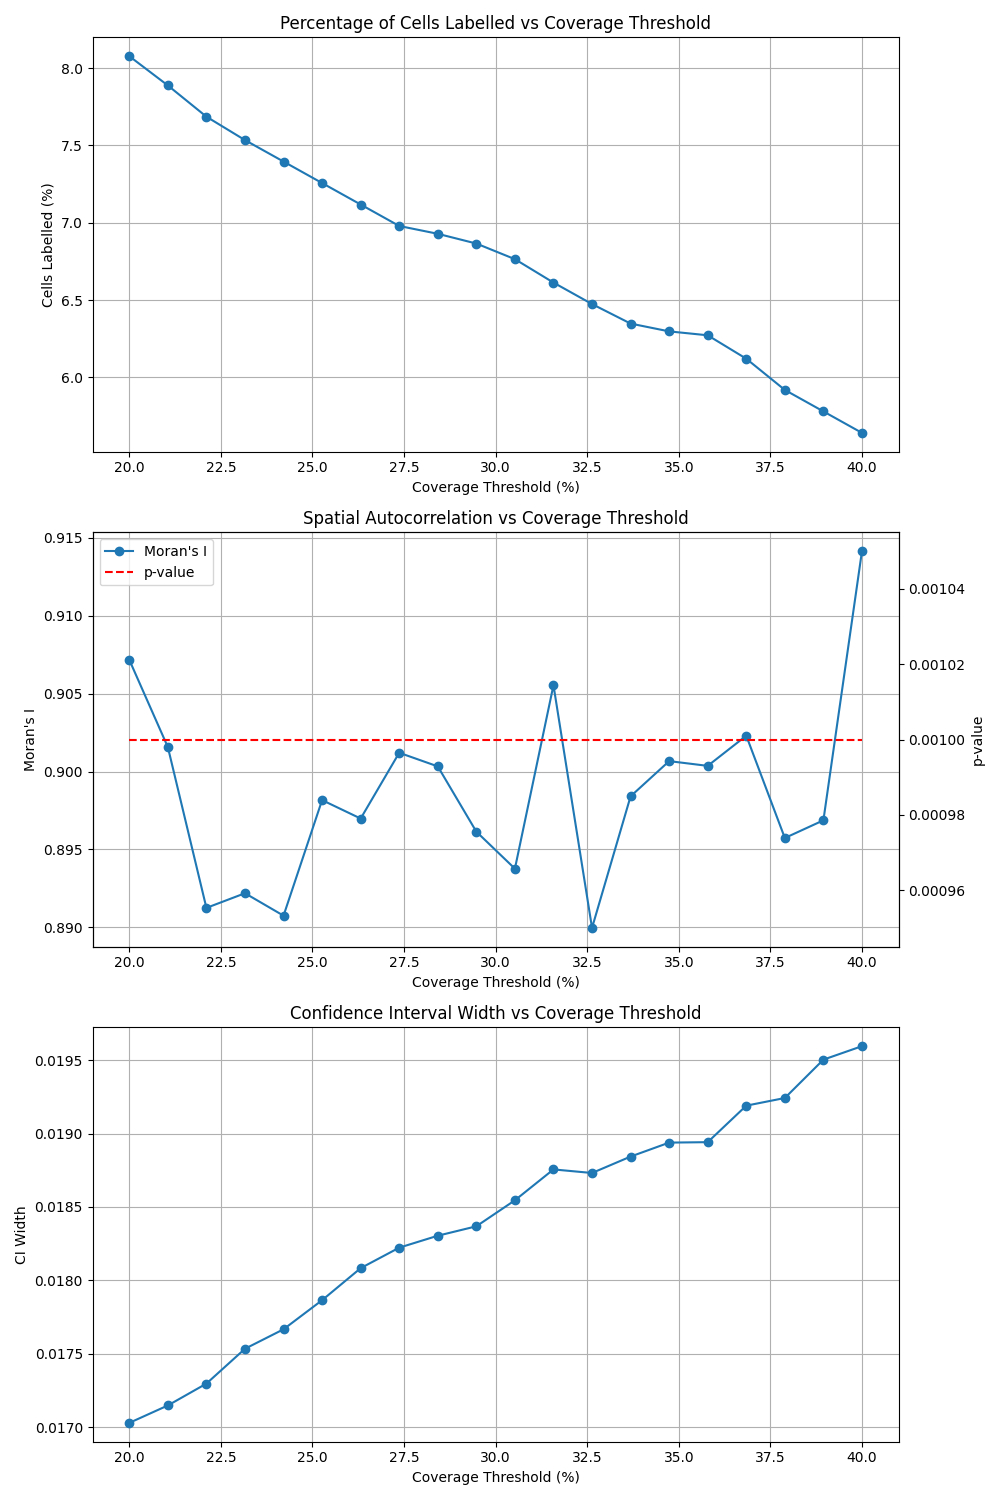 Percentage of Cells Labelled vs Coverage Threshold
Cells Labelled (%)
8.0
7.5
7.0
6.5
6.0
20.0 22.5 25.0 27.5 30.0 32.5 35.0 37.5 40.0
Coverage Threshold (%)
Spatial Autocorrelation vs Coverage Threshold
Moran's I
p-value
Moran's I
0.915
0.910
0.905
0.900
0.895
0.890
0.00104
0.00102
0.00100
0.00098
0.00096
p-value
20.0 22.5 25.0 27.5 30.0 32.5 35.0 37.5 40.0
Coverage Threshold (%)
Confidence Interval Width vs Coverage Threshold
CI Width
0.0195
0.0190
0.0185
0.0180
0.0175
0.0170
20.0 22.5 25.0 27.5 30.0 32.5 35.0 37.5 40.0
Coverage Threshold (%)